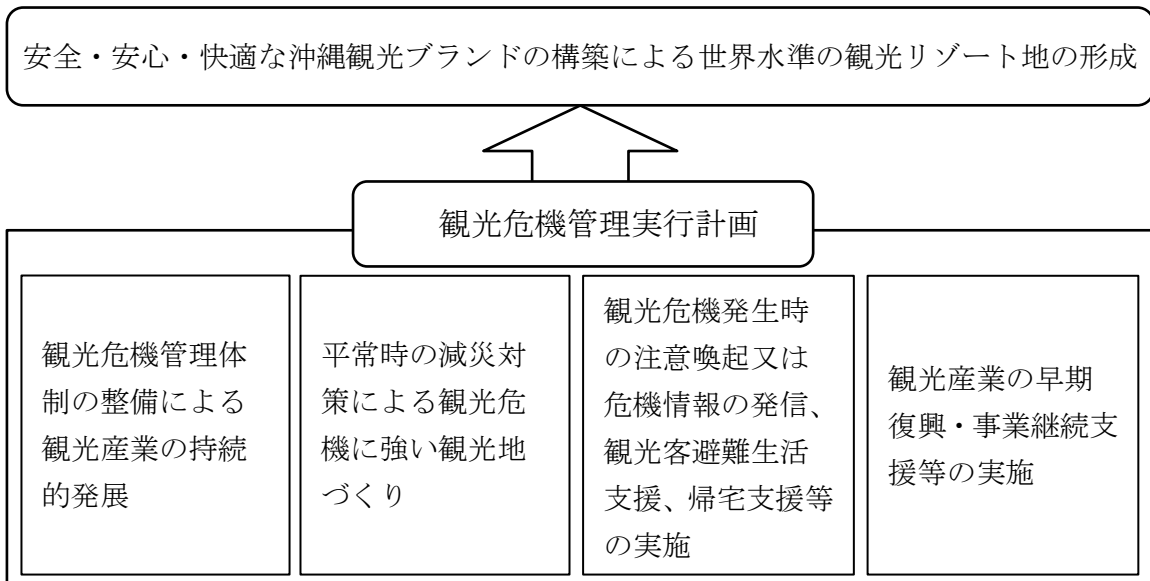 安全・安心・快適な沖縄観光ブランドの構築による世界水準の観光リゾート地の形成
観光危機管理実行計画
観光危機管理体
制の整備による
観光産業の持続
的発展
平常時の減災対
策による観光危
機に強い観光地
づくり
観光危機発生時
の注意喚起又は
危機情報の発信、
観光客避難生活
支援、帰宅支援等
の実施
観光産業の早期
復興・事業継続支
援等の実施